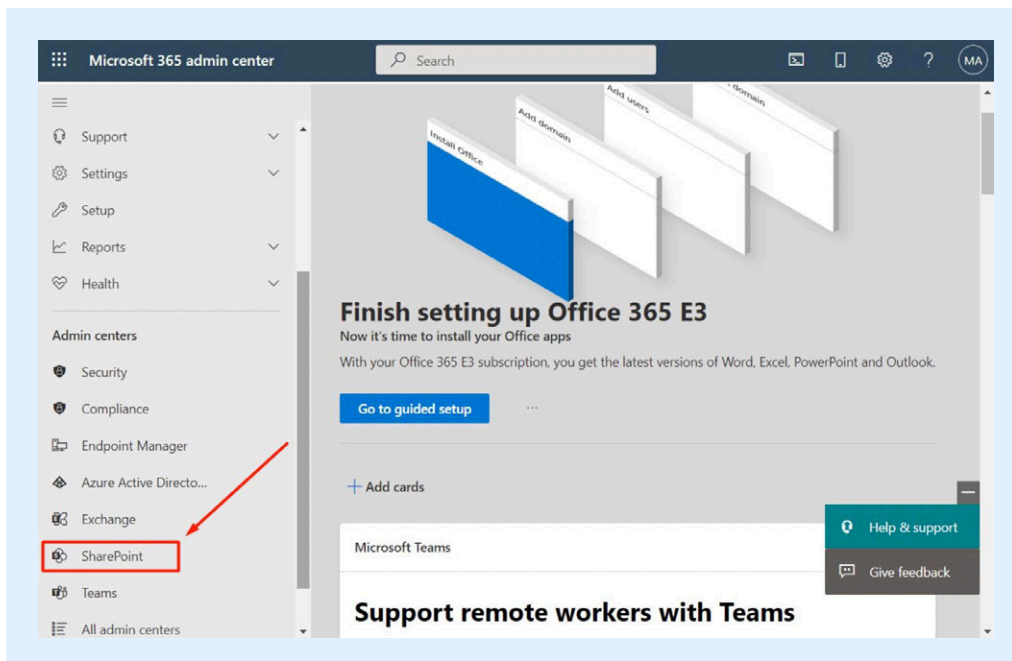 Microsoft 365 admin center
Search
MA
Support
Settings
Setup
Reports
Health
Admin centers
Security
Compliance
Endpoint Manager
Azure Active Directo...
Exchange
SharePoint
Teams
All admin centers
Install Office
Add domain
Add users
domain
Finish setting up Office 365 E3
Now it's time to install your Office apps
With your Office 365 E3 subscription, you get the latest versions of Word, Excel, PowerPoint and Outlook.
Go to guided setup
...
Add cards
Help & support
Give feedback
Microsoft Teams
Support remote workers with Teams